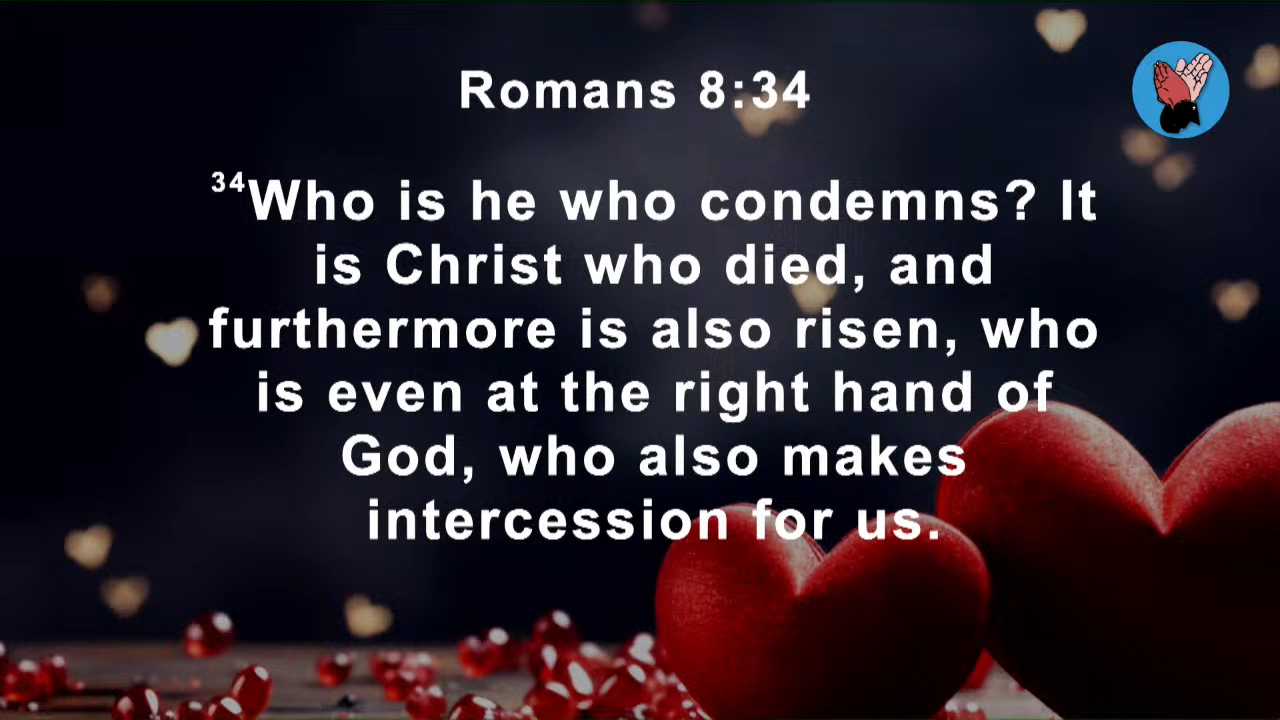 Romans 8:34
34Who is he who condemns? It
is Christ who died, and
furthermore is also risen, who
is even at the right hand of
God, who also makes
intercession for us.